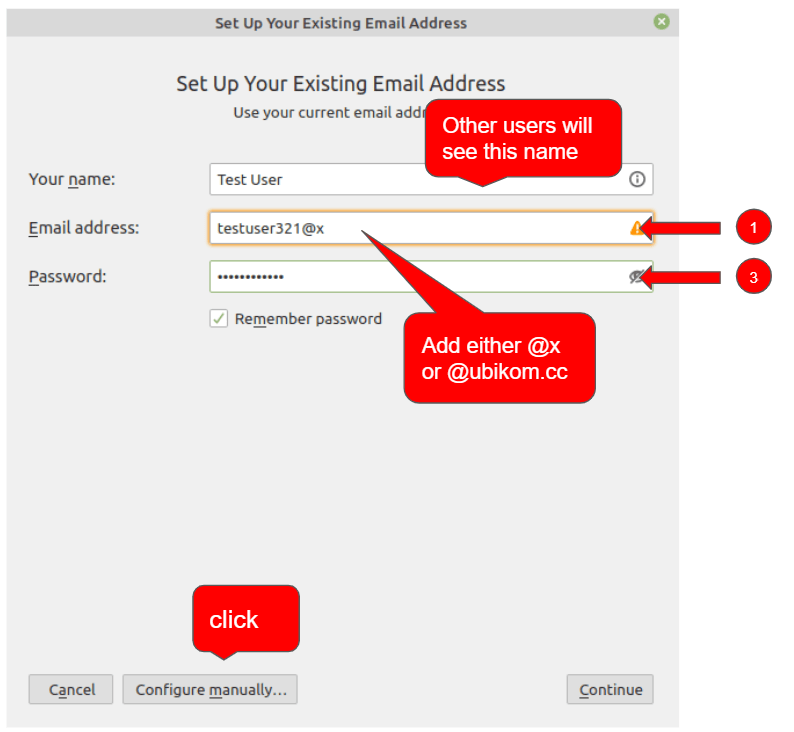 Set Up Your Existing Email Address
Set Up Your Existing Email Address
Use your current email addr
Other users will
see this name
Your name:
Test User
Email address:
testuser321@x
1
Password:
••••••••••••
3
Remember password
Add either @x
or @ubikom.cc
click
Cancel
Configure manually...
Continue